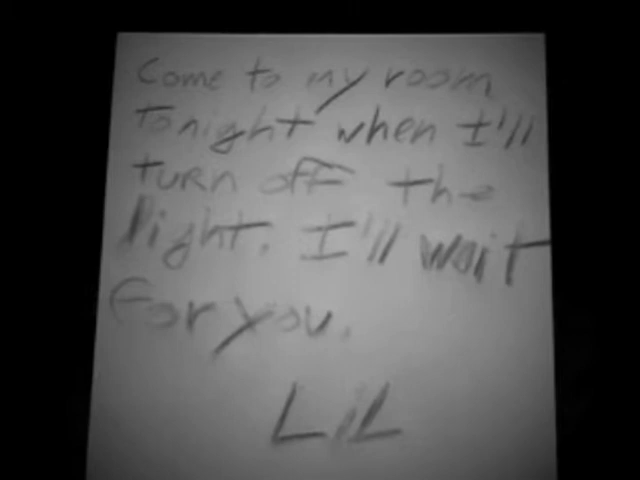 Come to my room
Tonight when I'll
turn off the
light. I'll wait
for you.
LiL